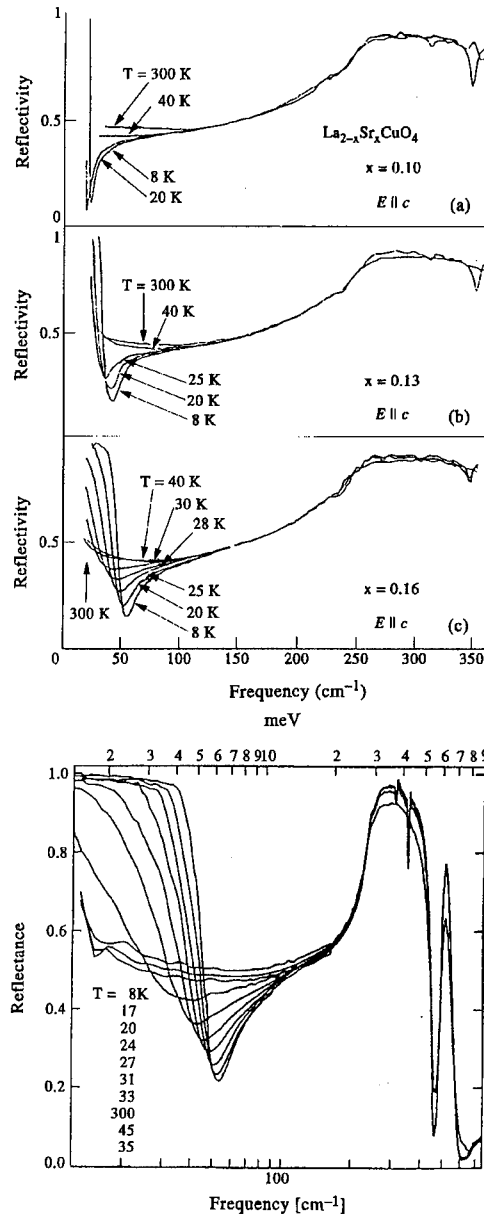 1
T = 300 K
40 K
Reflectivity
0.5
La2-xSrxCuO4
8 K
x = 0.10
20 K
E || c
(a)
0
1
T = 300 K
40 K
Reflectivity
0.5
25 K
20 K
x = 0.13
8 K
E || c
(b)
T = 40 K
30 K
28 K
Reflectivity
0.5
300 K
25 K
x = 0.16
20 K
E || c
8 K
(c)
0 50 100 150 200 250 300 350
Frequency (cm−1)
meV
2 3 4 5 6 7 8 9 10 2 3 4 5 6 7 8 9
1.0
0.8
0.6
Reflectance
0.4
T = 8K
17
20
24
0.2
27
31
33
300
45
35
0.0
100
Frequency [cm−1]